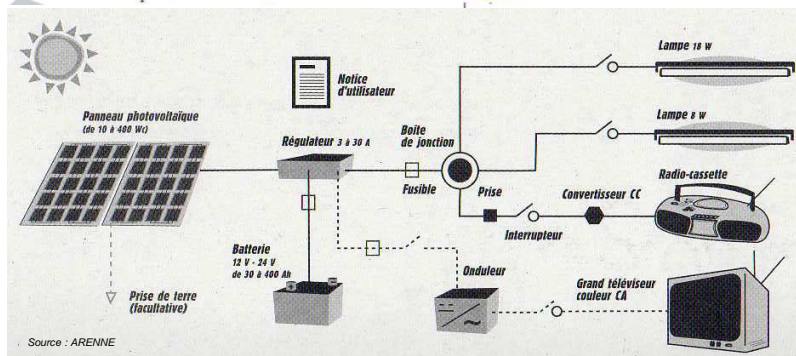 Lampe 18 W
Notice
d'utilisateur
Panneau photovoltaïque
(de 10 à 400 Wc)
Lampe 8 W
Régulateur 3 à 30 A
Boîte
de jonction
Fusible
Prise
Convertisseur CC
Radio-cassette
Interrupteur
Batterie
12 V - 24 V
de 30 à 400 Ah
Onduleur
Grand téléviseur
couleur CA
Prise de terre
(facultative)
Source : ARENNE